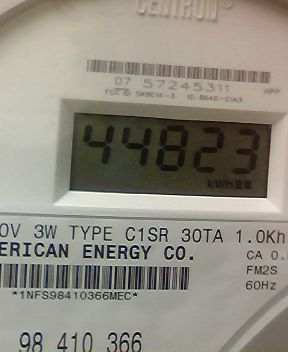 CENTRON®
07 57245311
44823
kWh
0V 3W TYPE C1SR 30TA 1.0Kh
ERICAN ENERGY CO.
CA 0.
FM2S
*1NFS98410366MEC*
60Hz
98 410 366